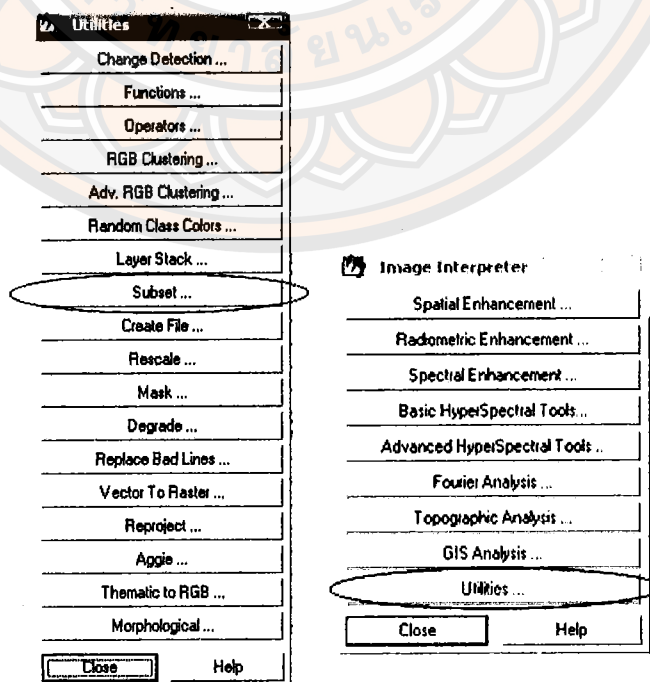 Utilities
Change Detection ...
Functions ...
Operators ...
RGB Clustering ...
Adv. RGB Clustering ...
Random Class Colors ...
Layer Stack ...
Subset ...
Create File ...
Rescale ...
Mask ...
Degrade ...
Replace Bad Lines ...
Vector To Raster ...
Reproject ...
Aggie ...
Thematic to RGB ...
Morphological ...
Close Help
Image Interpreter
Spatial Enhancement ...
Radiometric Enhancement ...
Spectral Enhancement ...
Basic HyperSpectral Tools...
Advanced HyperSpectral Tools ..
Fourier Analysis ...
Topographic Analysis ...
GIS Analysis ...
Utilities ...
Close Help